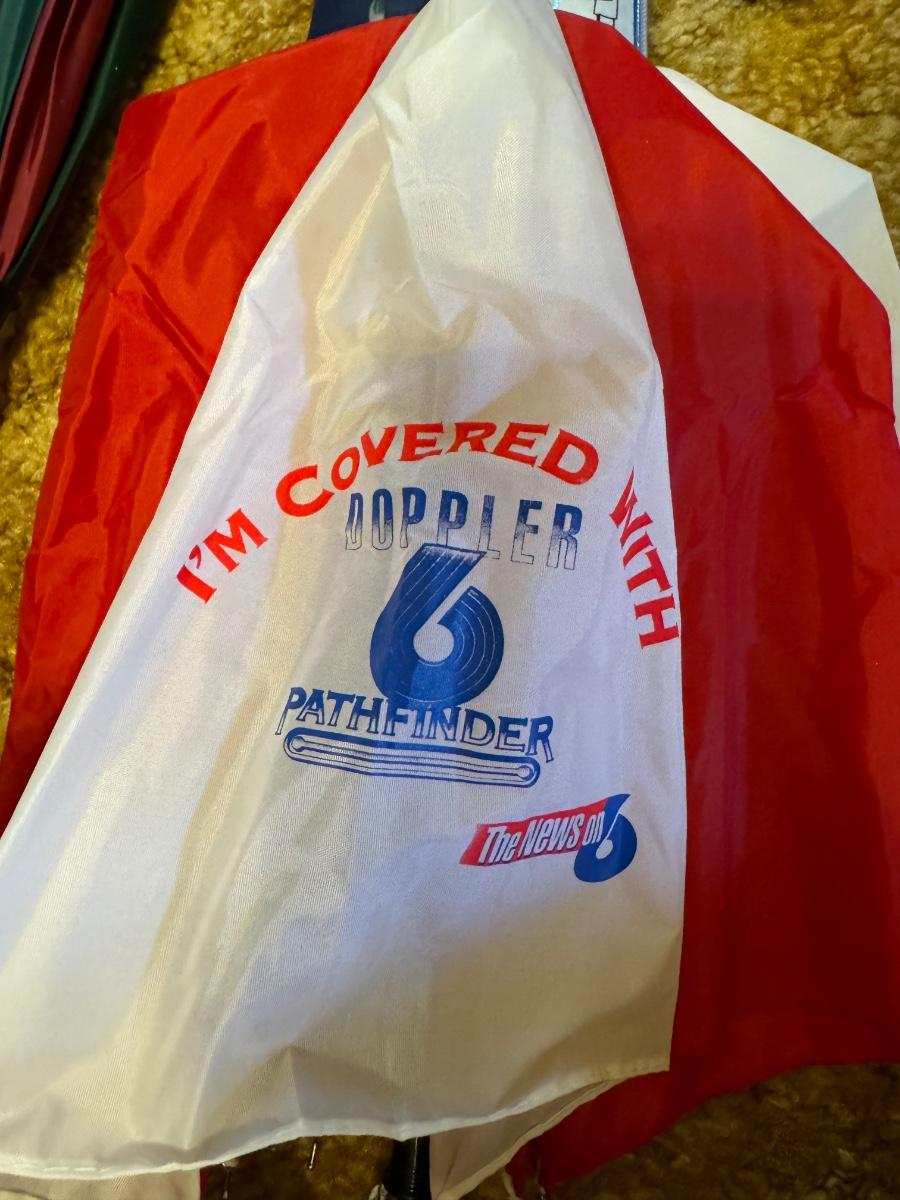 I'M COVERED WITH
DOPPLER
6
PATHFINDER
The News on 6